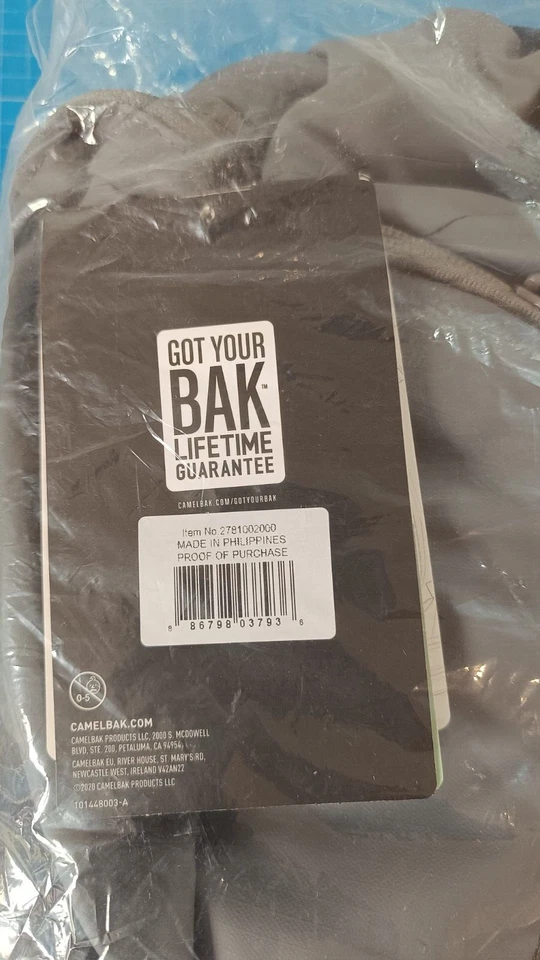 GOT YOUR
BAK™
LIFETIME
GUARANTEE
CAMELBAK.COM/GOTYOURBAK
Item No.2781002000
MADE IN PHILIPPINES
PROOF OF PURCHASE
8 86798 03793 6
0-5
CAMELBAK.COM
CAMELBAK PRODUCTS LLC, 2000 S. MCDOWELL
BLVD, STE. 200, PETALUMA, CA 94954
CAMELBAK EU, RIVER HOUSE, ST. MARY'S RD,
NEWCASTLE WEST, IRELAND V42AN22
©2020 CAMELBAK PRODUCTS LLC
101448003-A